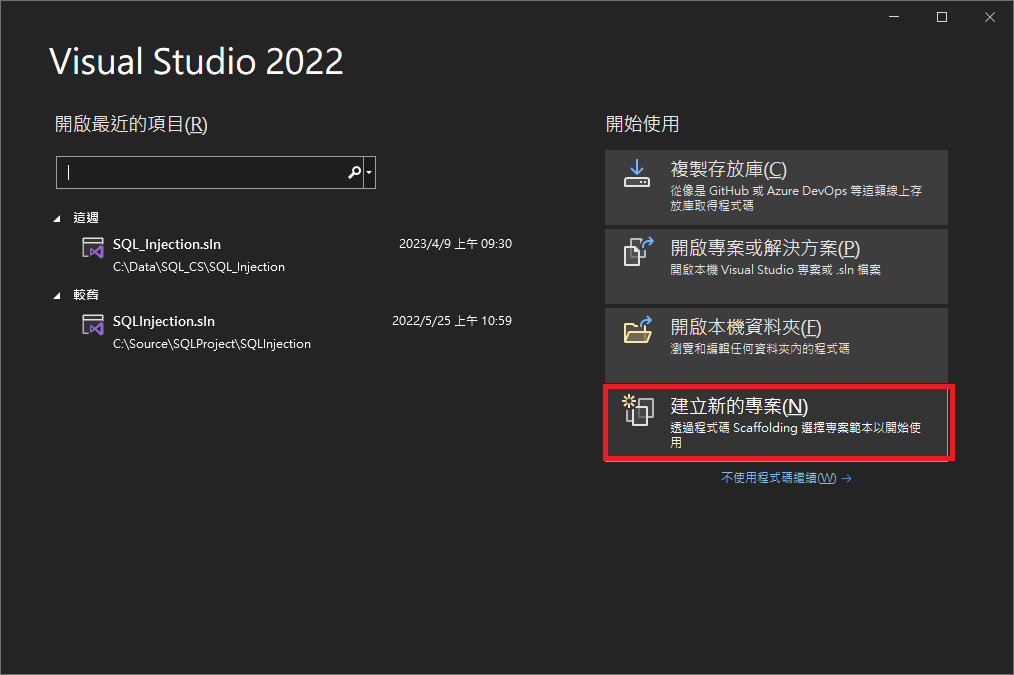 Visual Studio 2022
開啟最近的項目(R)
這週
SQL_Injection.sln
2023/4/9 上午 09:30
C:\Data\SQL_CS\SQL_Injection
較舊
SQLInjection.sln
2022/5/25 上午 10:59
C:\Source\SQLProject\SQLInjection
開始使用
複製存放庫(C)
從像是 GitHub 或 Azure DevOps 等這類線上存
放庫取得程式碼
開啟專案或解決方案(P)
開啟本機 Visual Studio 專案或 .sln 檔案
開啟本機資料夾(F)
瀏覽和編輯任何資料夾內的程式碼
建立新的專案(N)
透過程式碼 Scaffolding 選擇專案範本以開始使
用
不使用程式碼繼續(W) →